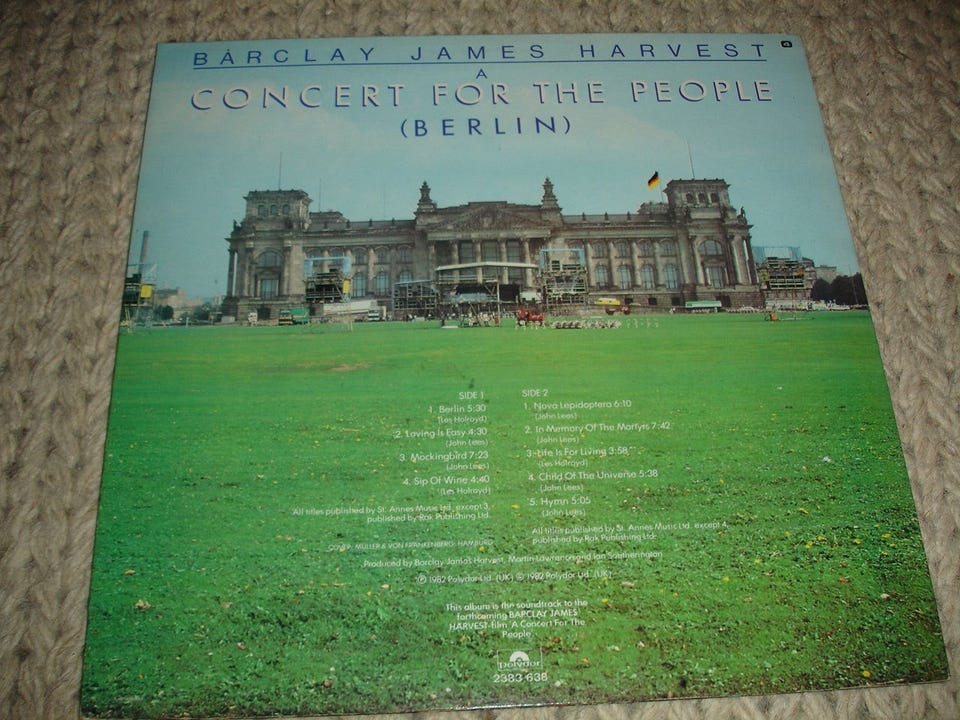 BARCLAY JAMES HARVEST
A
CONCERT FOR THE PEOPLE
(BERLIN)
SIDE 1
1. Berlin 5:30
(Les Holroyd)
2. Loving Is Easy 4:30
(John Lees)
3. Mockingbird 7:23
(John Lees)
4. Sip Of Wine 4:40
(Les Holroyd)
All titles published by St. Annes Music Ltd., except 3,
published by Rak Publishing Ltd.
SIDE 2
1. Nova Lepidoptera 6:10
(John Lees)
2. In Memory Of The Martyrs 7:42
(John Lees)
3. Life Is For Living 3:58
(Les Holroyd)
4. Child Of The Universe 5:38
(John Lees)
5. Hymn 5:05
(John Lees)
All titles published by St. Annes Music Ltd. except 4,
published by Rak Publishing Ltd.
COVER: MÜLLER & VON FRANKENBERG: HAMBURG
Produced by Barclay James Harvest, Martin Lawrence and Ian Southerington
℗ 1982 Polydor Ltd. (UK) © 1982 Polydor Ltd. (UK)
This album is the soundtrack to the
forthcoming BARCLAY JAMES
HARVEST-film 'A Concert For The
People'
Polydor
2383 638